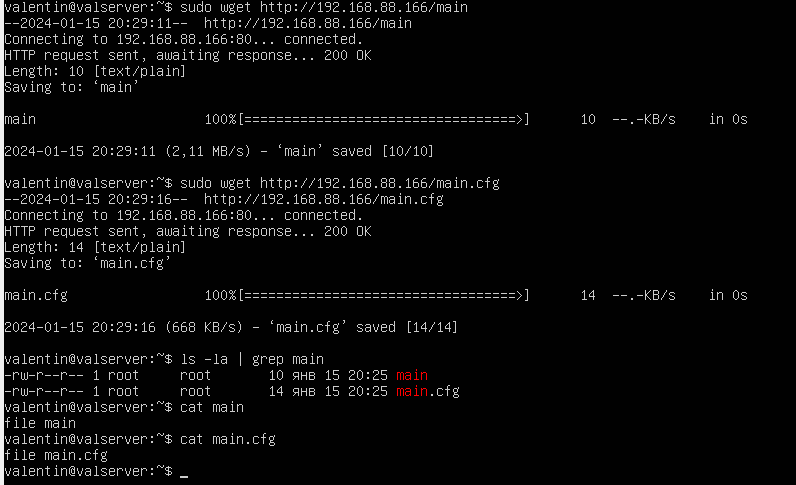 valentin@valserver:~$ sudo wget http://192.168.88.166/main
--2024-01-15 20:29:11--  http://192.168.88.166/main
Connecting to 192.168.88.166:80... connected.
HTTP request sent, awaiting response... 200 OK
Length: 10 [text/plain]
Saving to: ‘main’
main                     100%[==================================>]      10  --.-KB/s    in 0s
2024-01-15 20:29:11 (2,11 MB/s) – ‘main’ saved [10/10]
valentin@valserver:~$ sudo wget http://192.168.88.166/main.cfg
--2024-01-15 20:29:16--  http://192.168.88.166/main.cfg
Connecting to 192.168.88.166:80... connected.
HTTP request sent, awaiting response... 200 OK
Length: 14 [text/plain]
Saving to: ‘main.cfg’
main.cfg                 100%[==================================>]      14  --.-KB/s    in 0s
2024-01-15 20:29:16 (668 KB/s) – ‘main.cfg’ saved [14/14]
valentin@valserver:~$ ls -la | grep main
-rw-r--r-- 1 root     root       10 янв 15 20:25 main
-rw-r--r-- 1 root     root       14 янв 15 20:25 main.cfg
valentin@valserver:~$ cat main
file main
valentin@valserver:~$ cat main.cfg
file main.cfg
valentin@valserver:~$ _